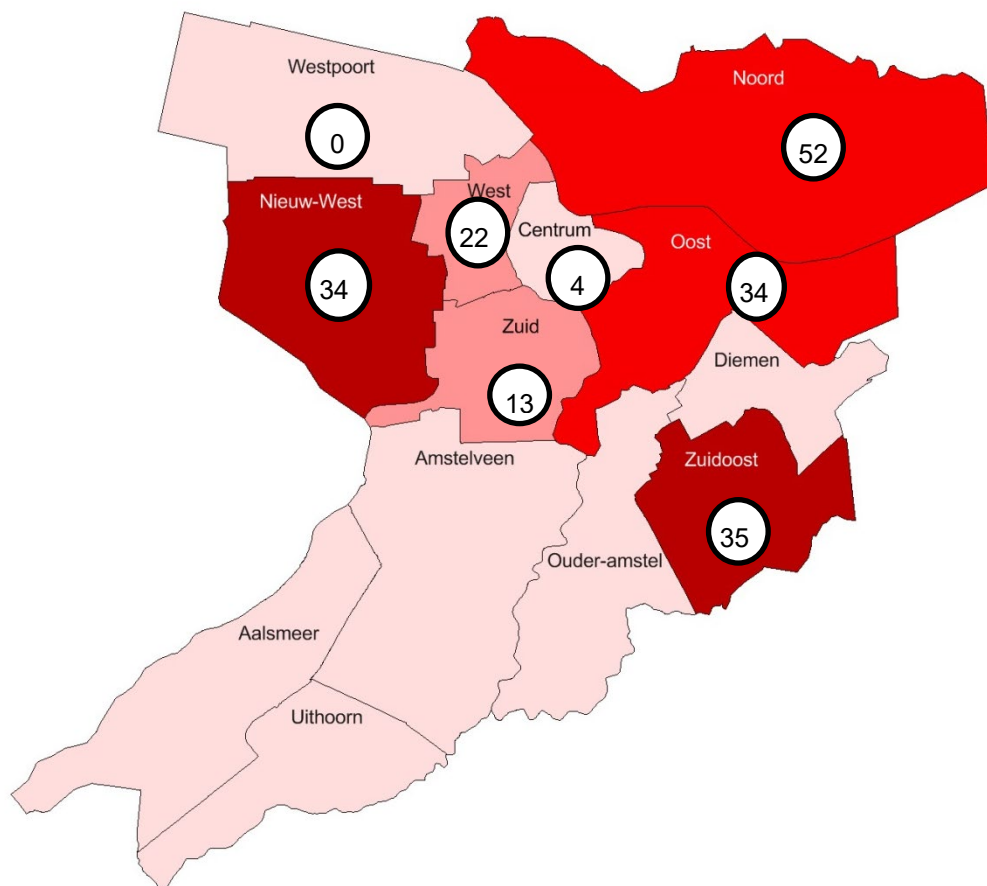 Westpoort
0
Noord
52
Nieuw-West
34
West
22
Centrum
4
Oost
34
Zuid
13
Diemen
Amstelveen
Zuidoost
35
Ouder-amstel
Aalsmeer
Uithoorn